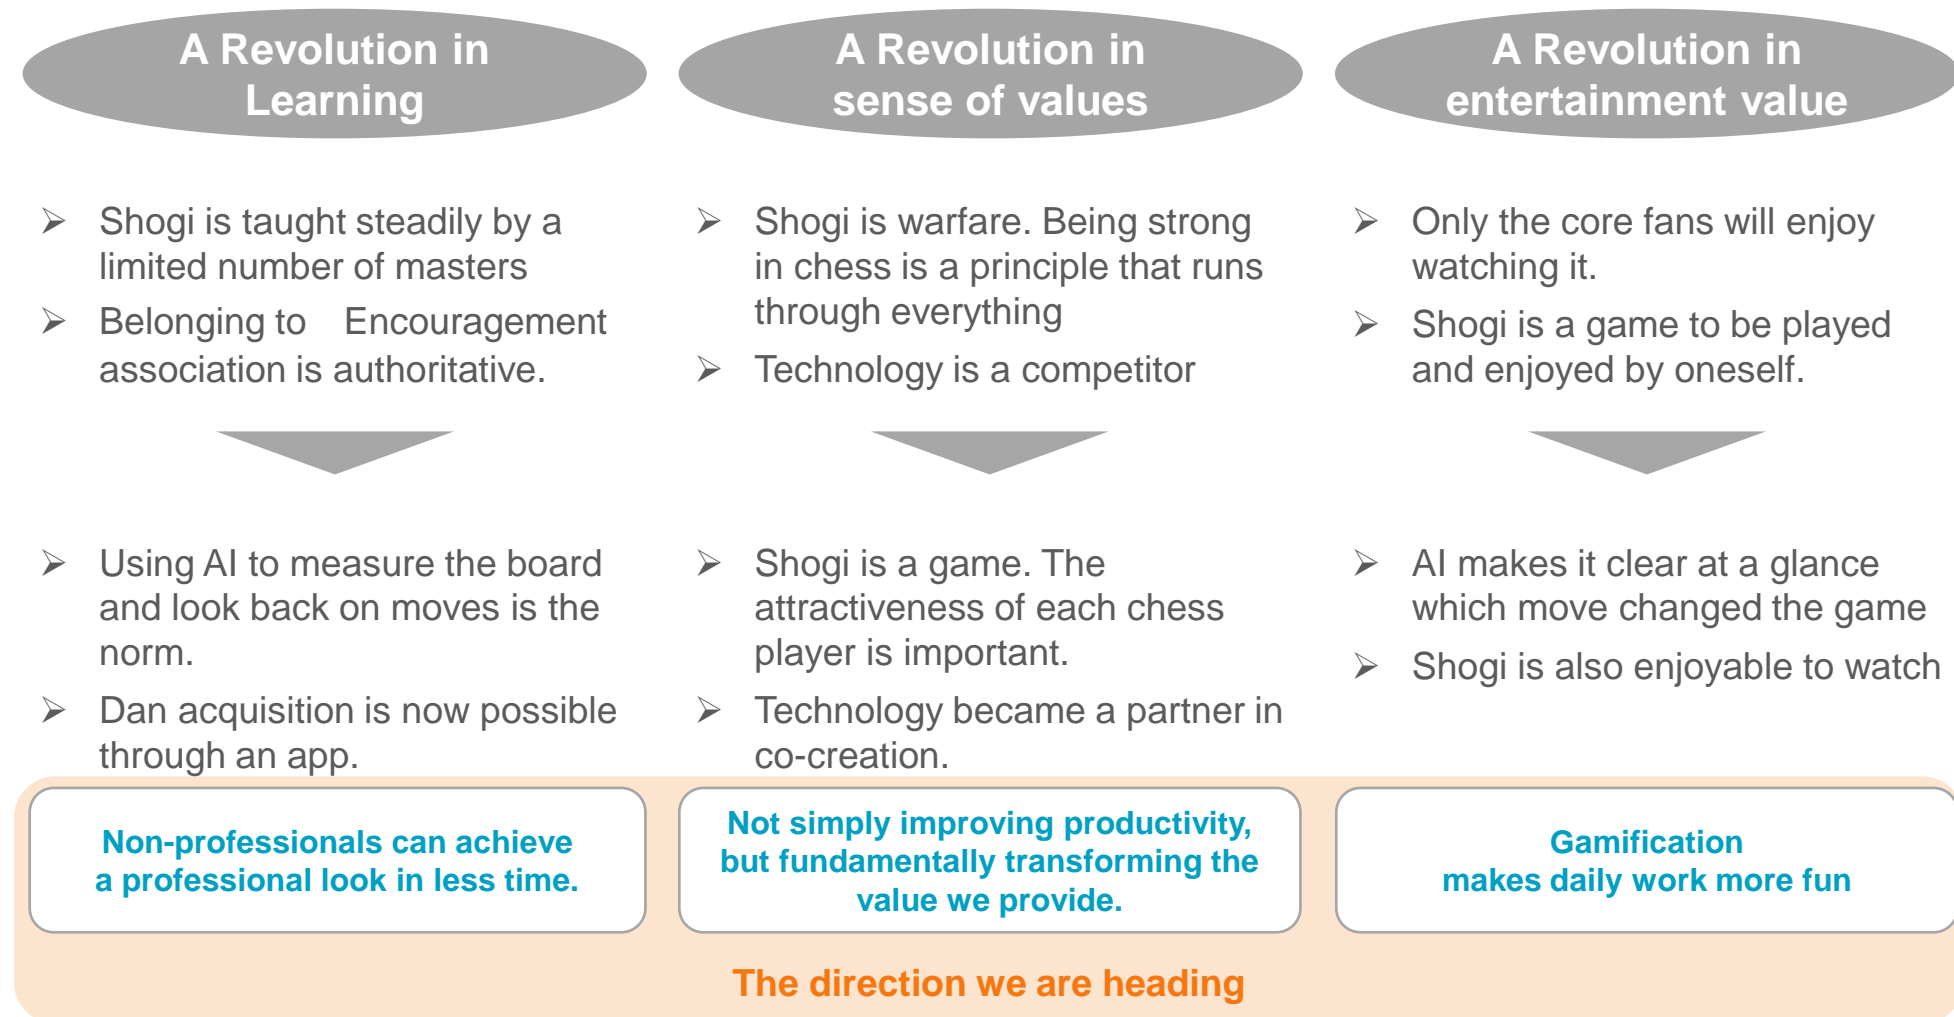 A Revolution in
Learning
➢ Shogi is taught steadily by a
limited number of masters
➢ Belonging to Encouragement
association is authoritative.
➢ Using AI to measure the board
and look back on moves is the
norm.
➢ Dan acquisition is now possible
through an app.
Non-professionals can achieve
a professional look in less time.
A Revolution in
sense of values
➢ Shogi is warfare. Being strong
in chess is a principle that runs
through everything
➢ Technology is a competitor
➢ Shogi is a game. The
attractiveness of each chess
player is important.
➢ Technology became a partner in
co-creation.
Not simply improving productivity,
but fundamentally transforming the
value we provide.
A Revolution in
entertainment value
➢ Only the core fans will enjoy
watching it.
➢ Shogi is a game to be played
and enjoyed by oneself.
➢ AI makes it clear at a glance
which move changed the game
➢ Shogi is also enjoyable to watch
Gamification
makes daily work more fun
The direction we are heading